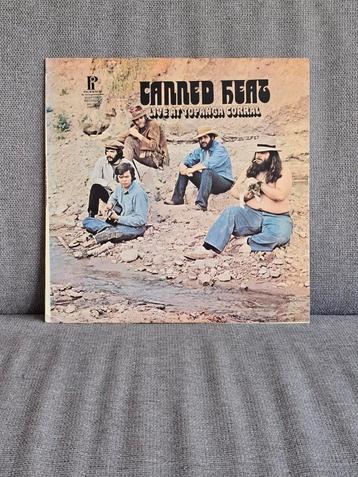 CANNED HEAT
LIVE AT TOPANGA CORRAL